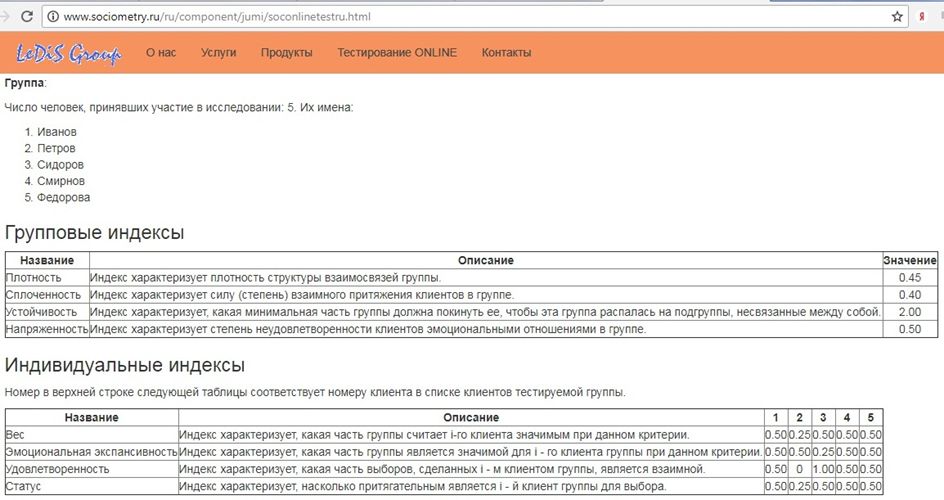 www.sociometry.ru/ru/component/jumi/soconlinetestru.html
LeDiS Group О нас Услуги Продукты Тестирование ONLINE Контакты
Группа:
Число человек, принявших участие в исследовании: 5. Их имена:
1. Иванов
2. Петров
3. Сидоров
4. Смирнов
5. Федорова
Групповые индексы
Название Описание Значение
Плотность Индекс характеризует плотность структуры взаимосвязей группы. 0.45
Сплоченность Индекс характеризует силу (степень) взаимного притяжения клиентов в группе. 0.40
Устойчивость Индекс характеризует, какая минимальная часть группы должна покинуть ее, чтобы эта группа распалась на подгруппы, несвязанные между собой. 2.00
Напряженность Индекс характеризует степень неудовлетворенности клиентов эмоциональными отношениями в группе. 0.50
Индивидуальные индексы
Номер в верхней строке следующей таблицы соответствует номеру клиента в списке клиентов тестируемой группы.
Название Описание 1 2 3 4 5
Вес Индекс характеризует, какая часть группы считает i-го клиента значимым при данном критерии. 0.50 0.25 0.50 0.50 0.50
Эмоциональная экспансивность Индекс характеризует, какая часть группы является значимой для i - го клиента группы при данном критерии. 0.50 0.50 0.25 0.50 0.50
Удовлетворенность Индекс характеризует, какая часть выборов, сделанных i - м клиентом группы, является взаимной. 0.50 0 1.00 0.50 0.50
Статус Индекс характеризует, насколько притягательным является i - й клиент группы для выбора. 0.50 0.25 0.50 0.50 0.50